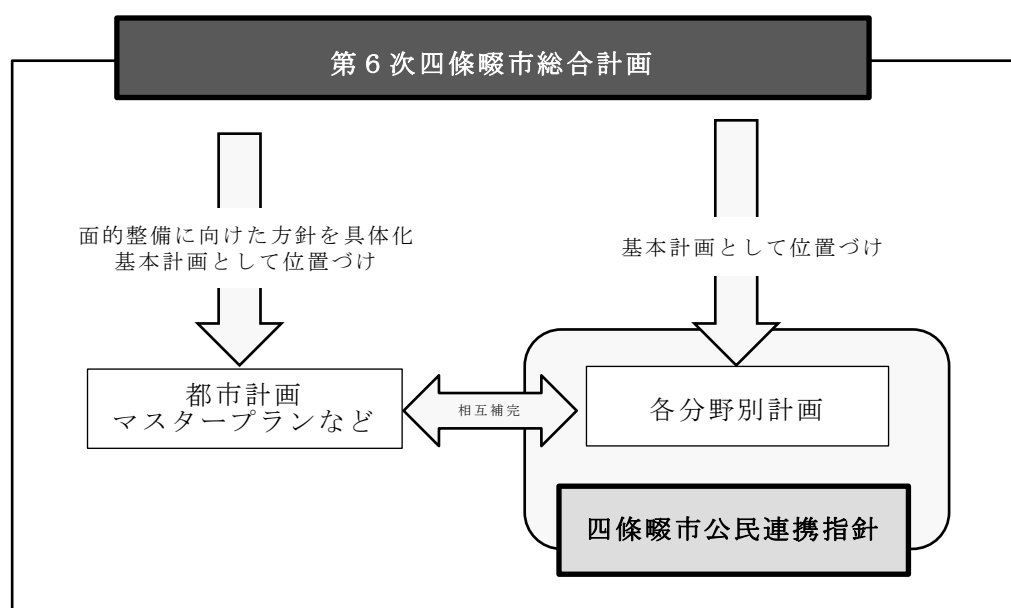 第6次四條畷市総合計画
面的整備に向けた方針を具体化
基本計画として位置づけ
基本計画として位置づけ
都市計画
マスタープランなど
相互補完
各分野別計画
四條畷市公民連携指針